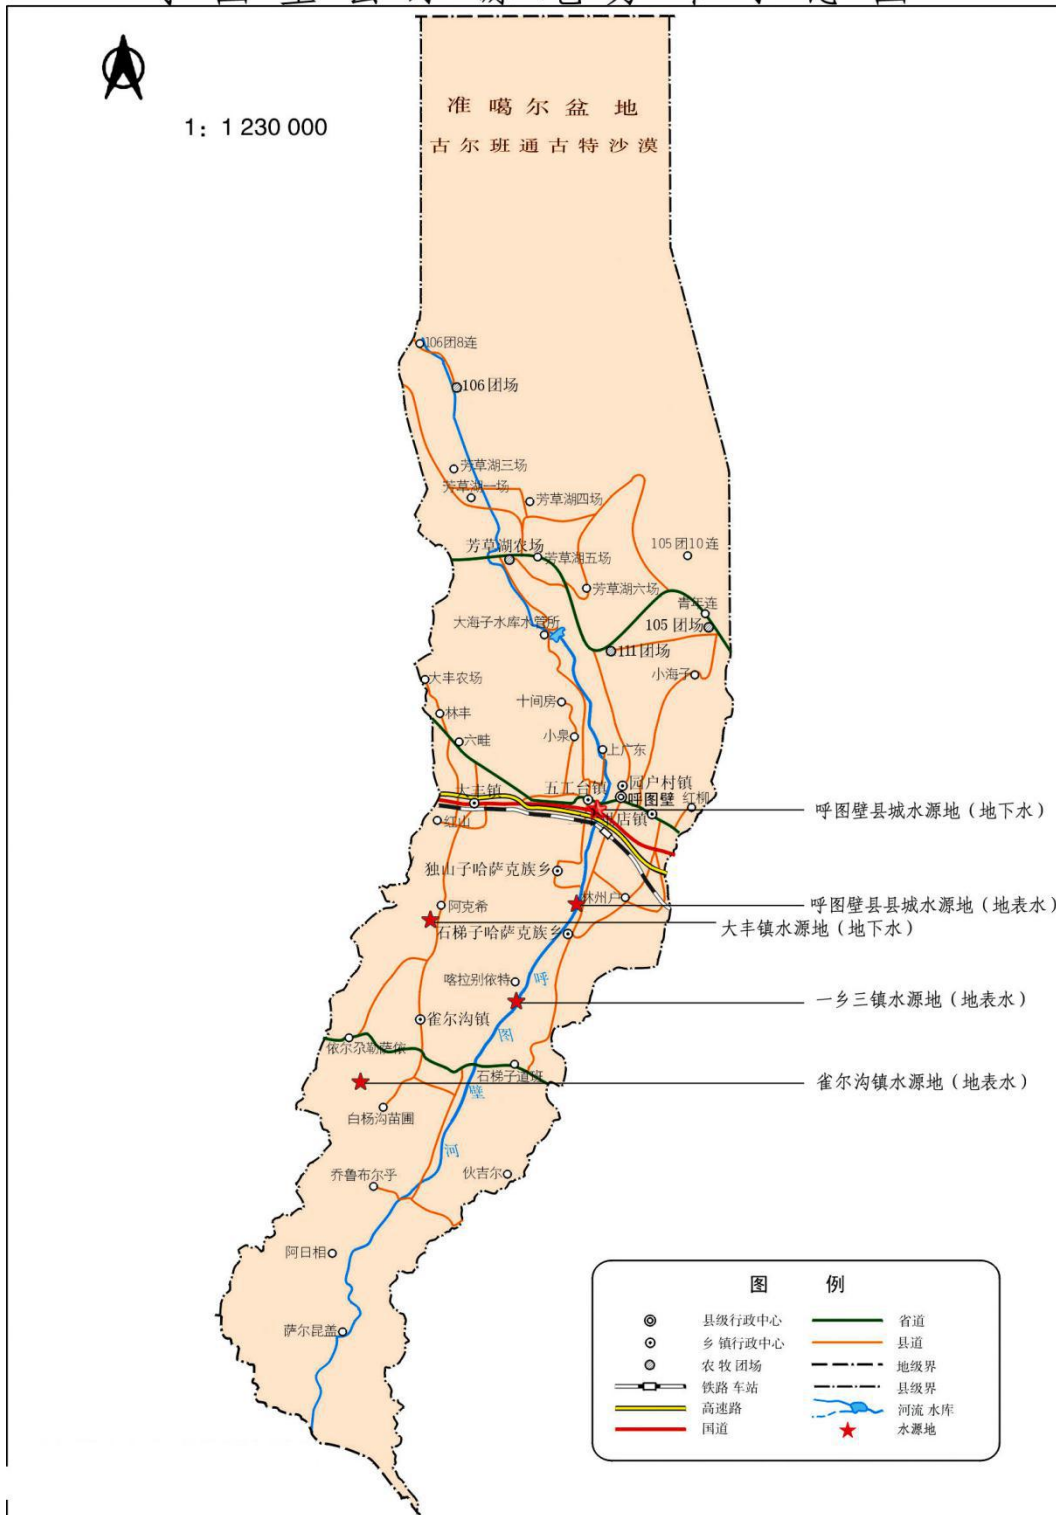 1: 1 230 000
准噶尔盆地
古尔班通古特沙漠
106团8连
106团场
芳草湖三场
芳草湖一场
芳草湖四场
芳草湖农场
芳草湖五场
105团10连
芳草湖六场
青年连
105团场
大海子水库水管所
111团场
小海子
大丰农场
十间房
林丰
小泉
六畦
上广东
园户村镇
大丰镇
五工台镇
呼图壁
红柳
呼图壁县城水源地（地下水）
红山
店镇
独山子哈萨克族乡
林州户
阿克希
呼图壁县县城水源地（地表水）
大丰镇水源地（地下水）
石梯子哈萨克族乡
喀拉别依特
呼
一乡三镇水源地（地表水）
雀尔沟镇
图
依尔尕勒萨依
石梯子道班
雀尔沟镇水源地（地表水）
壁
白杨沟苗圃
河
乔鲁布尔乎
伙吉尔
阿日相
萨尔昆盖
图 例
县级行政中心
乡镇行政中心
农牧团场
铁路 车站
高速路
国道
省道
县道
地级界
县级界
河流 水库
水源地